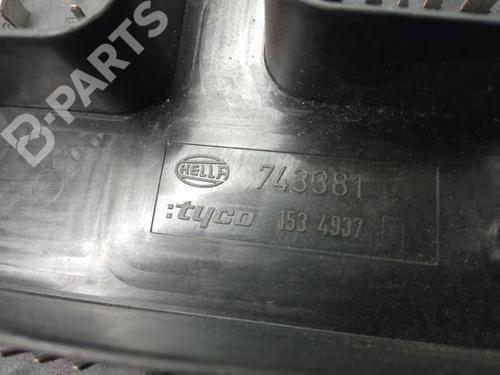 B-PARTS
HELLA 743381
:tyco 153 4937